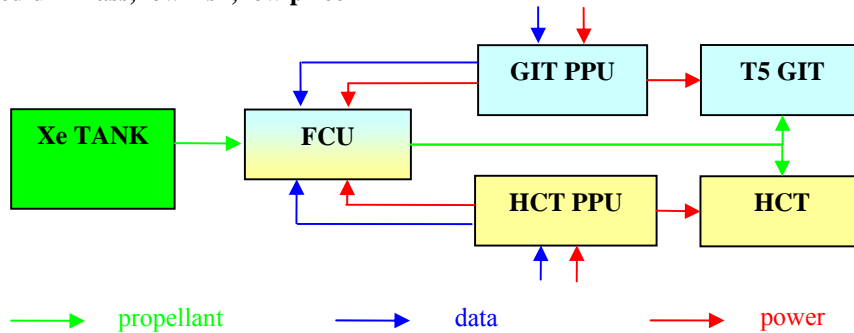 GIT PPU T5 GIT
Xe TANK FCU
HCT PPU HCT
propellant data power